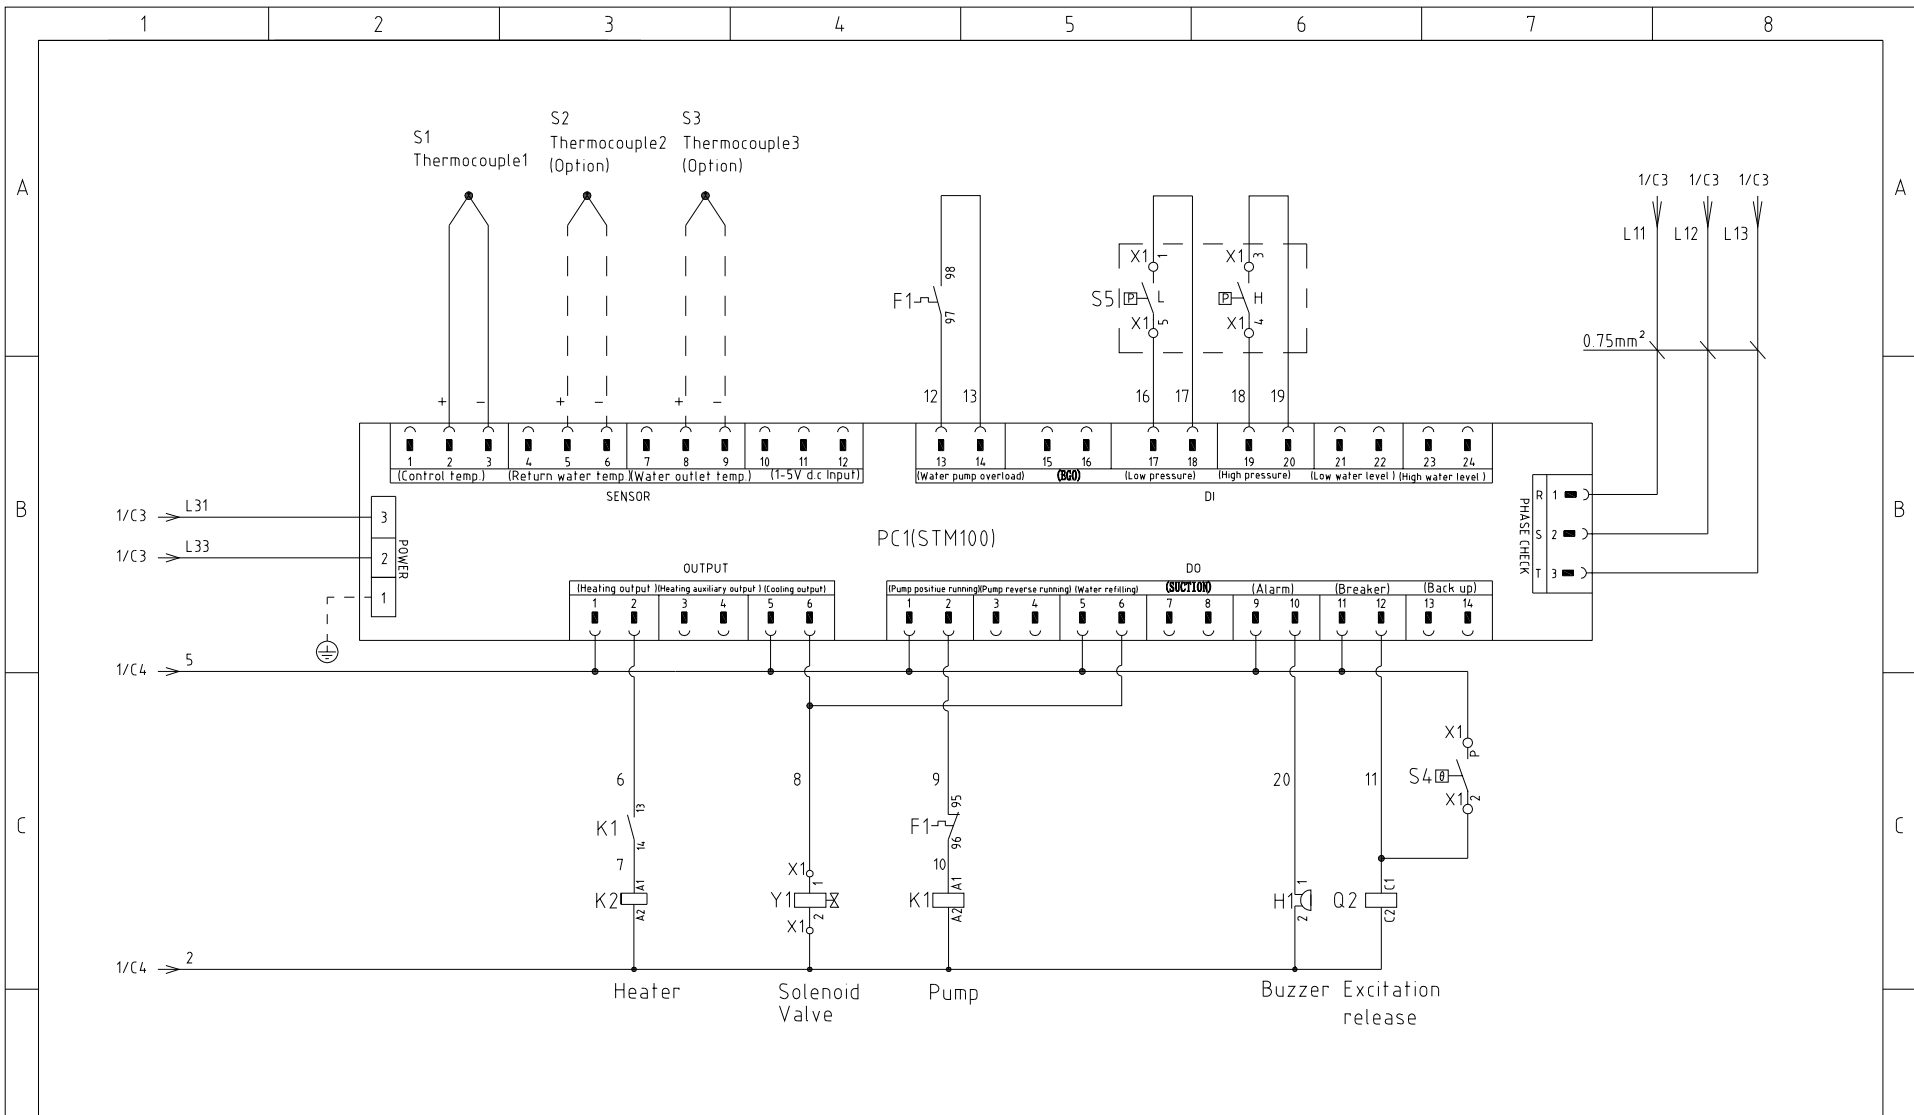 1 2 3 4 5 6 7 8
A A
S1
Thermocouple1
S2
Thermocouple2
(Option)
S3
Thermocouple3
(Option)
1/C3 1/C3 1/C3
L11 L12 L13
F1 98 97
S5 P L X1 1 X1 5
P H X1 3 X1 4
0.75mm²
+ − + − + −
12 13 16 17 18 19
1 2 3 4 5 6 7 8 9 10 11 12
13 14 15 16 17 18 19 20 21 22 23 24
(Control temp.) (Return water temp.) (Water outlet temp.) (1-5V d.c Input)
(Water pump overload) (BGO) (Low pressure) (High pressure) (Low water level ) (High water level )
SENSOR DI
B B
1/C3 L31 3
1/C3 L33 2
1
POWER
PC1(STM100)
PHASE CHECK
R 1
S 2
T 3
OUTPUT DO
(Heating output ) (Heating auxiliary output ) (Cooling output)
(Pump positiue running) (Pump reverse running) (Water refilling) (SUCTION) (Alarm) (Breaker) (Back up)
1 2 3 4 5 6
1 2 3 4 5 6 7 8 9 10 11 12 13 14
1/C4 5
C C
6 8 9 20 11
K1 13 14
F1 95 96
S4 θ X1 P X1 2
7 10
K2 A1 A2
Y1 X1 1 X1 2
K1 A1 A2
H1 1 2
Q2 C1 C2
1/C4 2
Heater
Solenoid
Valve
Pump
Buzzer
Excitation
release